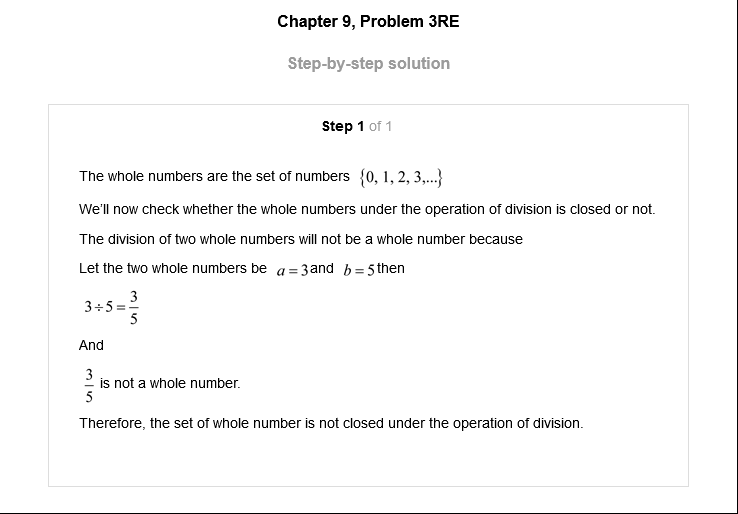 Chapter 9, Problem 3RE
Step-by-step solution
Step 1 of 1
The whole numbers are the set of numbers {0, 1, 2, 3,...}
We'll now check whether the whole numbers under the operation of division is closed or not.
The division of two whole numbers will not be a whole number because
Let the two whole numbers be a = 3 and b = 5 then
3 ÷ 5 = 3/5
And
3/5 is not a whole number.
Therefore, the set of whole number is not closed under the operation of division.